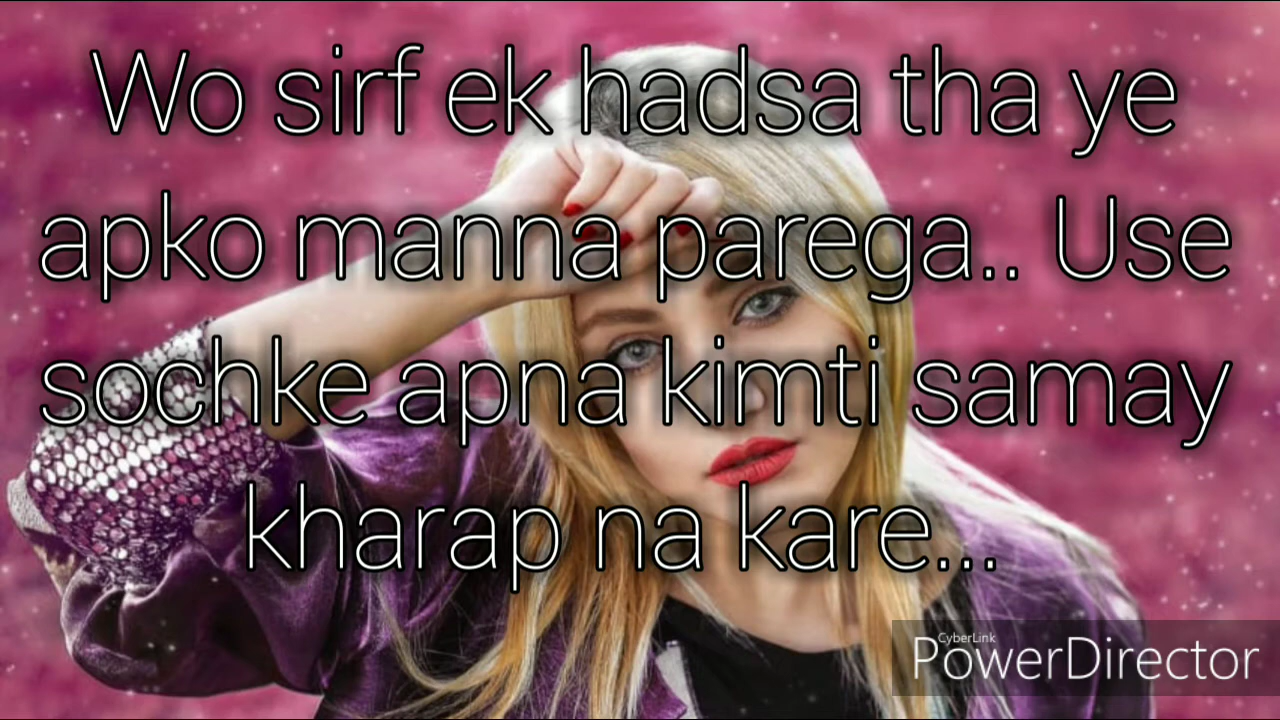 Wo sirf ek hadsa tha ye
apko manna parega.. Use
sochke apna kimti samay
kharap na kare...
CyberLink
PowerDirector